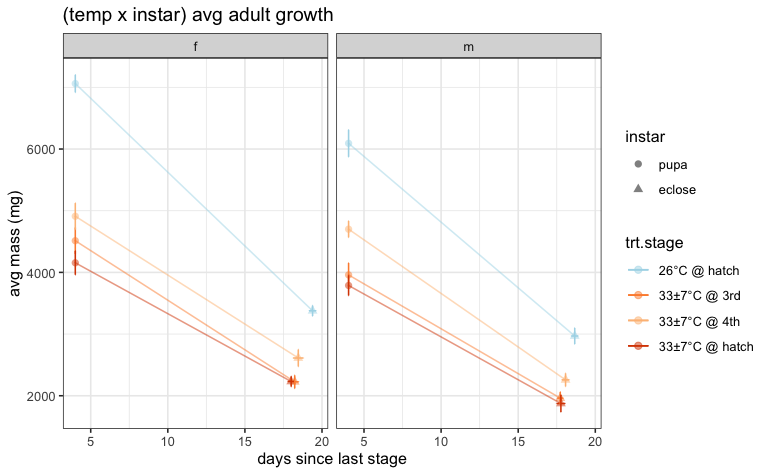 (temp x instar) avg adult growth
f
m
avg mass (mg)
6000
4000
2000
5
10
15
20
5
10
15
20
days since last stage
instar
pupa
eclose
trt.stage
26°C @ hatch
33±7°C @ 3rd
33±7°C @ 4th
33±7°C @ hatch